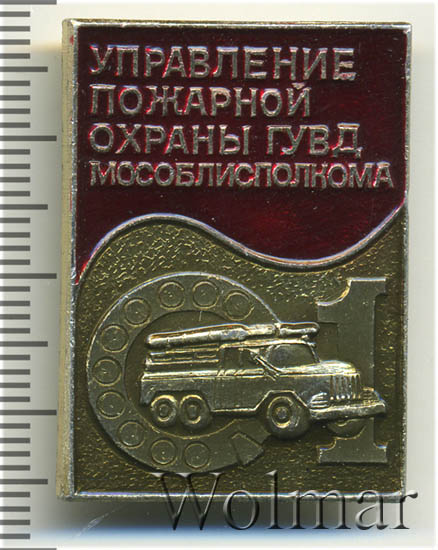 УПРАВЛЕНИЕ
ПОЖАРНОЙ
ОХРАНЫ ГУВД
МОСОБЛИСПОЛКОМА
01
Wolmar